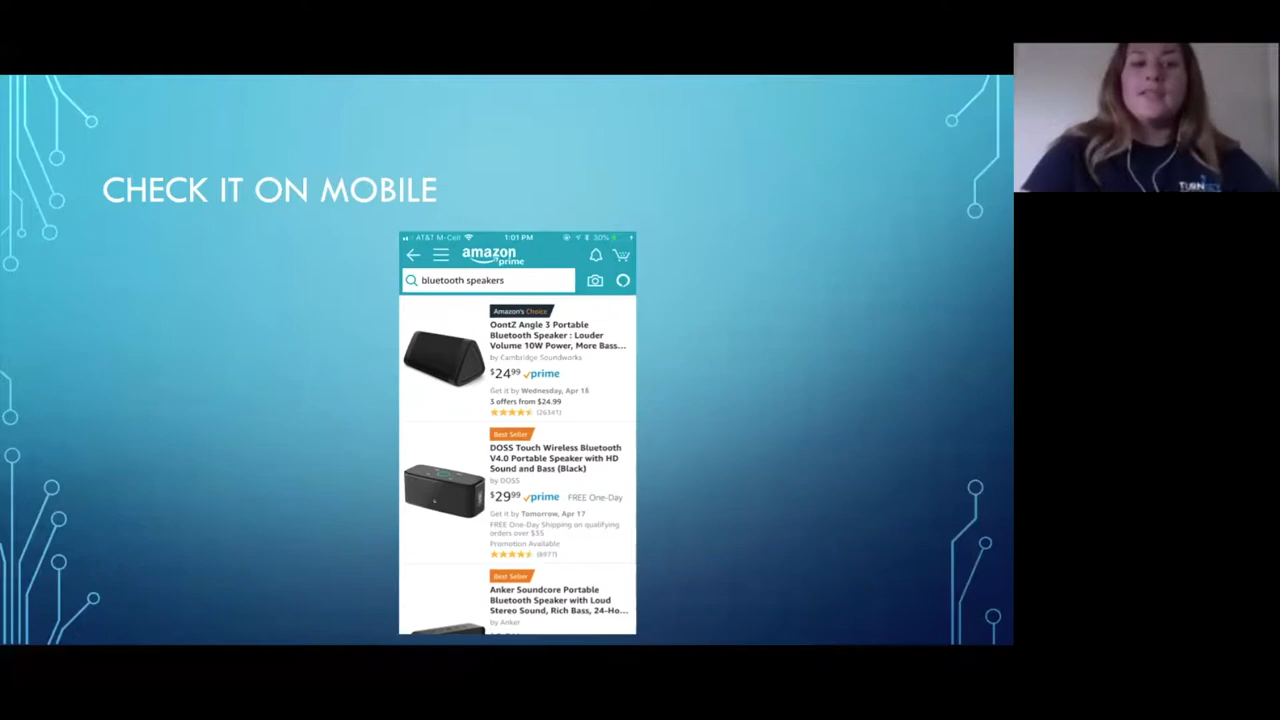 CHECK IT ON MOBILE
AT&T M-Cell 1:01 PM 30%
amazon
prime
bluetooth speakers
Amazon's Choice
OontZ Angle 3 Portable
Bluetooth Speaker : Louder
Volume 10W Power, More Bass...
by Cambridge Soundworks
$24⁹⁹ prime
Get it by Wednesday, Apr 18
3 offers from $24.99
(26341)
Best Seller
DOSS Touch Wireless Bluetooth
V4.0 Portable Speaker with HD
Sound and Bass (Black)
by DOSS
$29⁹⁹ prime FREE One-Day
Get it by Tomorrow, Apr 17
FREE One-Day Shipping on qualifying
orders over $35
Promotion Available
(8977)
Best Seller
Anker Soundcore Portable
Bluetooth Speaker with Loud
Stereo Sound, Rich Bass, 24-Ho...
by Anker